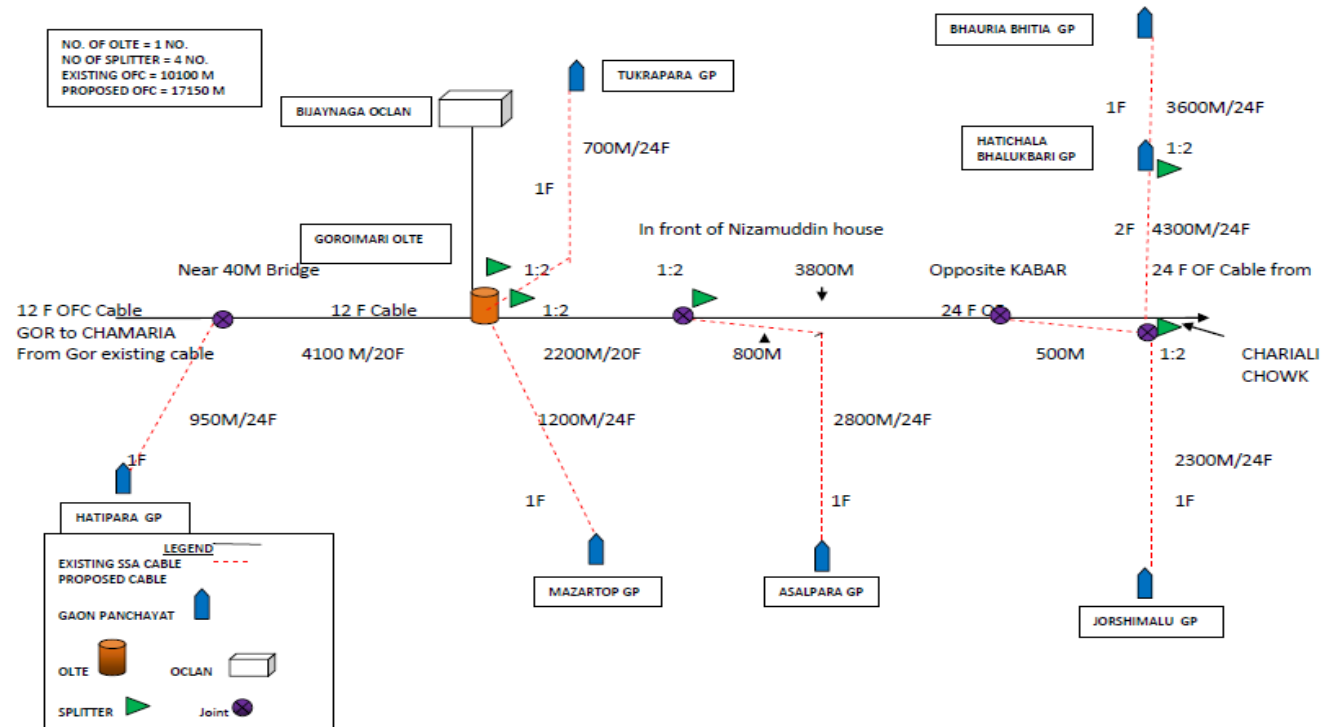 NO. OF OLTE = 1 NO.
NO OF SPLITTER = 4 NO.
EXISTING OFC = 10100 M
PROPOSED OFC = 17150 M
BHAURIA BHITIA GP
TUKRAPARA GP
BIJAYNAGA OCLAN
1F
3600M/24F
700M/24F
HATICHALA
BHALUKBARI GP
1:2
1F
GOROIMARI OLTE
In front of Nizamuddin house
2F
4300M/24F
Near 40M Bridge
1:2
1:2
3800M
Opposite KABAR
24 F OF Cable from
12 F OFC Cable
12 F Cable
1:2
24 F OF
GOR to CHAMARIA
From Gor existing cable
4100 M/20F
2200M/20F
800M
500M
1:2
CHARIALI
CHOWK
950M/24F
1200M/24F
2800M/24F
1F
2300M/24F
1F
1F
1F
HATIPARA GP
LEGEND
EXISTING SSA CABLE
PROPOSED CABLE
GAON PANCHAYAT
MAZARTOP GP
ASALPARA GP
JORSHIMALU GP
OLTE
OCLAN
SPLITTER
Joint